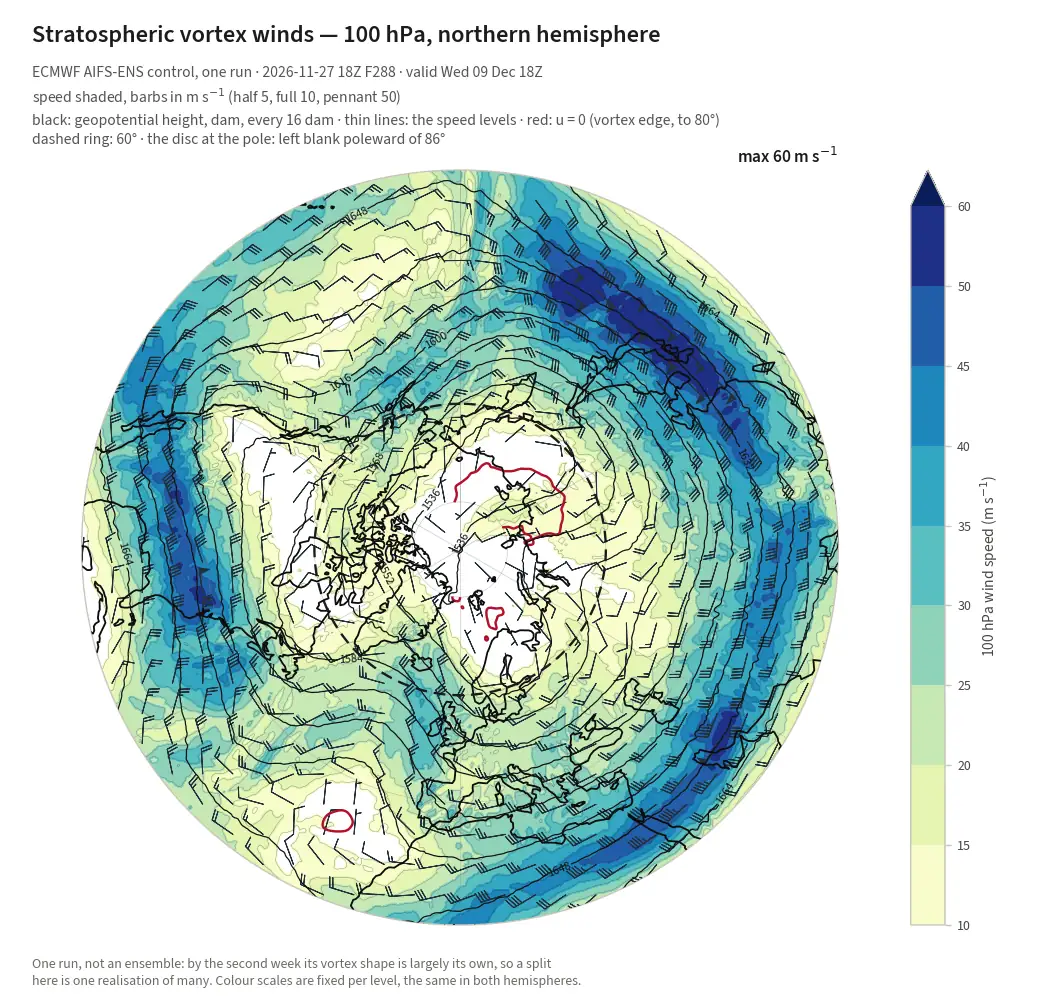 Stratospheric vortex winds — 100 hPa, northern hemisphere
ECMWF AIFS-ENS control, one run · 2026-11-27 18Z F288 · valid Wed 09 Dec 18Z
speed shaded, barbs in m s⁻¹ (half 5, full 10, pennant 50)
black: geopotential height, dam, every 16 dam · thin lines: the speed levels · red: u = 0 (vortex edge, to 80°)
dashed ring: 60° · the disc at the pole: left blank poleward of 86°
max 60 m s⁻¹
60
50
45
40
35
30
25
20
15
10
100 hPa wind speed (m s⁻¹)
1648
1664
1600
1616
1568
1536
1536
1664
1584
1664
1648
One run, not an ensemble: by the second week its vortex shape is largely its own, so a split
here is one realisation of many. Colour scales are fixed per level, the same in both hemispheres.